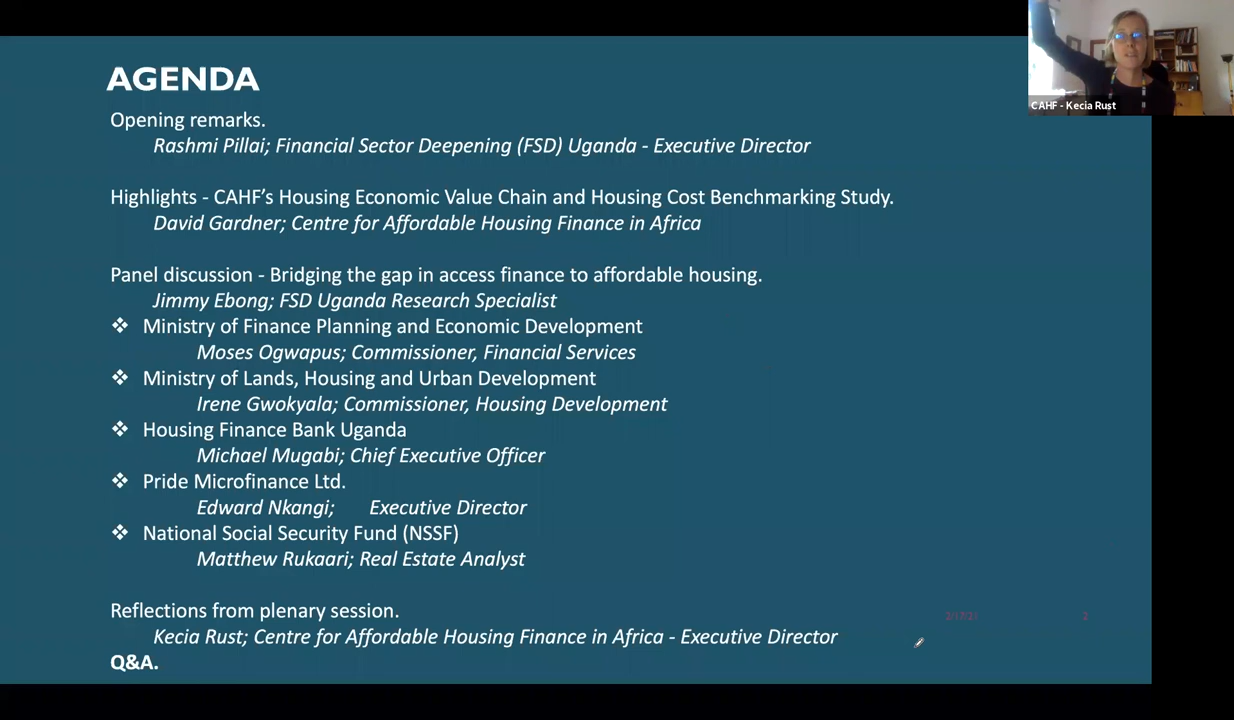 CAHF - Kecia Rust
AGENDA
Opening remarks.
Rashmi Pillai; Financial Sector Deepening (FSD) Uganda - Executive Director
Highlights - CAHF's Housing Economic Value Chain and Housing Cost Benchmarking Study.
David Gardner; Centre for Affordable Housing Finance in Africa
Panel discussion - Bridging the gap in access finance to affordable housing.
Jimmy Ebong; FSD Uganda Research Specialist
❖ Ministry of Finance Planning and Economic Development
Moses Ogwapus; Commissioner, Financial Services
❖ Ministry of Lands, Housing and Urban Development
Irene Gwokyala; Commissioner, Housing Development
❖ Housing Finance Bank Uganda
Michael Mugabi; Chief Executive Officer
❖ Pride Microfinance Ltd.
Edward Nkangi; Executive Director
❖ National Social Security Fund (NSSF)
Matthew Rukaari; Real Estate Analyst
Reflections from plenary session.
2
Kecia Rust; Centre for Affordable Housing Finance in Africa - Executive Director
Q&A.